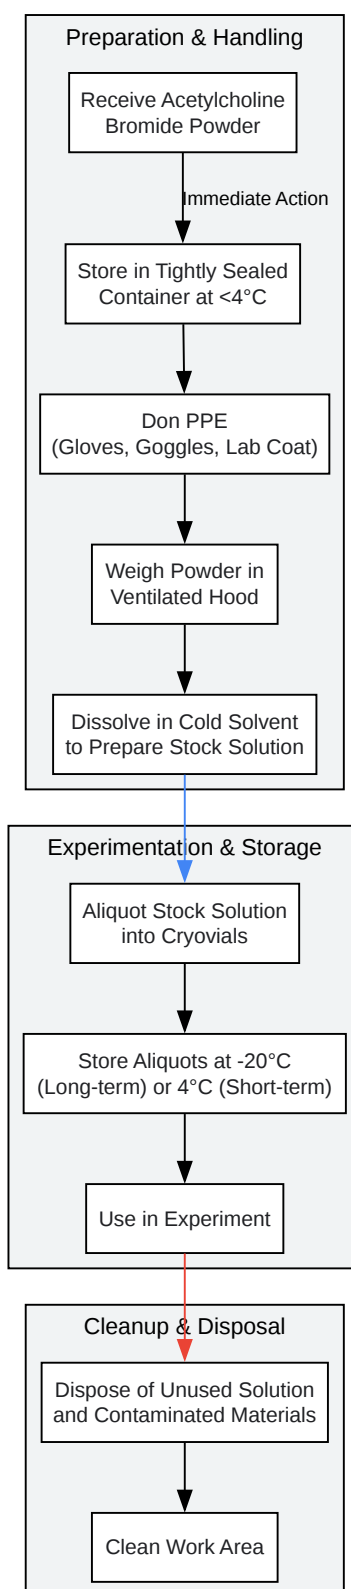 Preparation & Handling
Receive Acetylcholine
Bromide Powder
Immediate Action
Store in Tightly Sealed
Container at <4°C
Don PPE
(Gloves, Goggles, Lab Coat)
Weigh Powder in
Ventilated Hood
Dissolve in Cold Solvent
to Prepare Stock Solution
Experimentation & Storage
Aliquot Stock Solution
into Cryovials
Store Aliquots at -20°C
(Long-term) or 4°C (Short-term)
Use in Experiment
Cleanup & Disposal
Dispose of Unused Solution
and Contaminated Materials
Clean Work Area